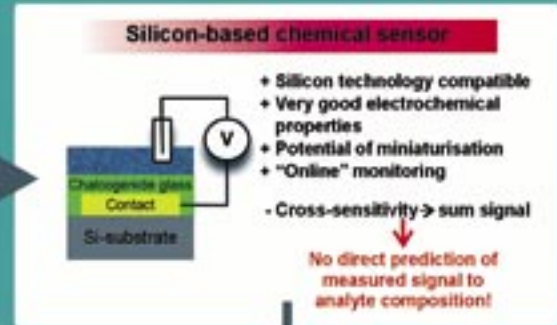 Silicon-based chemical sensor
+ Silicon technology compatible
+ Very good electrochemical
properties
+ Potential of miniaturisation
+ "Online" monitoring
- Cross-sensitivity → sum signal
No direct prediction of
measured signal to
analyte composition!
V
Chalcogenide glass
Contact
Si-substrate